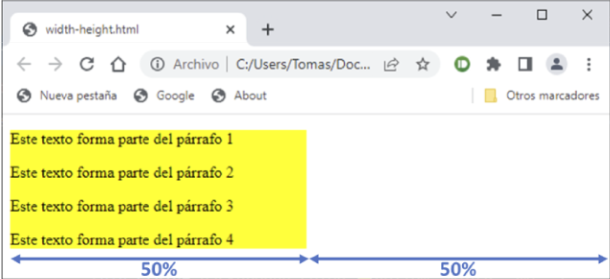 width-height.html
Archivo | C:/Users/Tomas/Doc...
Nueva pestaña Google About Otros marcadores
Este texto forma parte del párrafo 1
Este texto forma parte del párrafo 2
Este texto forma parte del párrafo 3
Este texto forma parte del párrafo 4
50% 50%